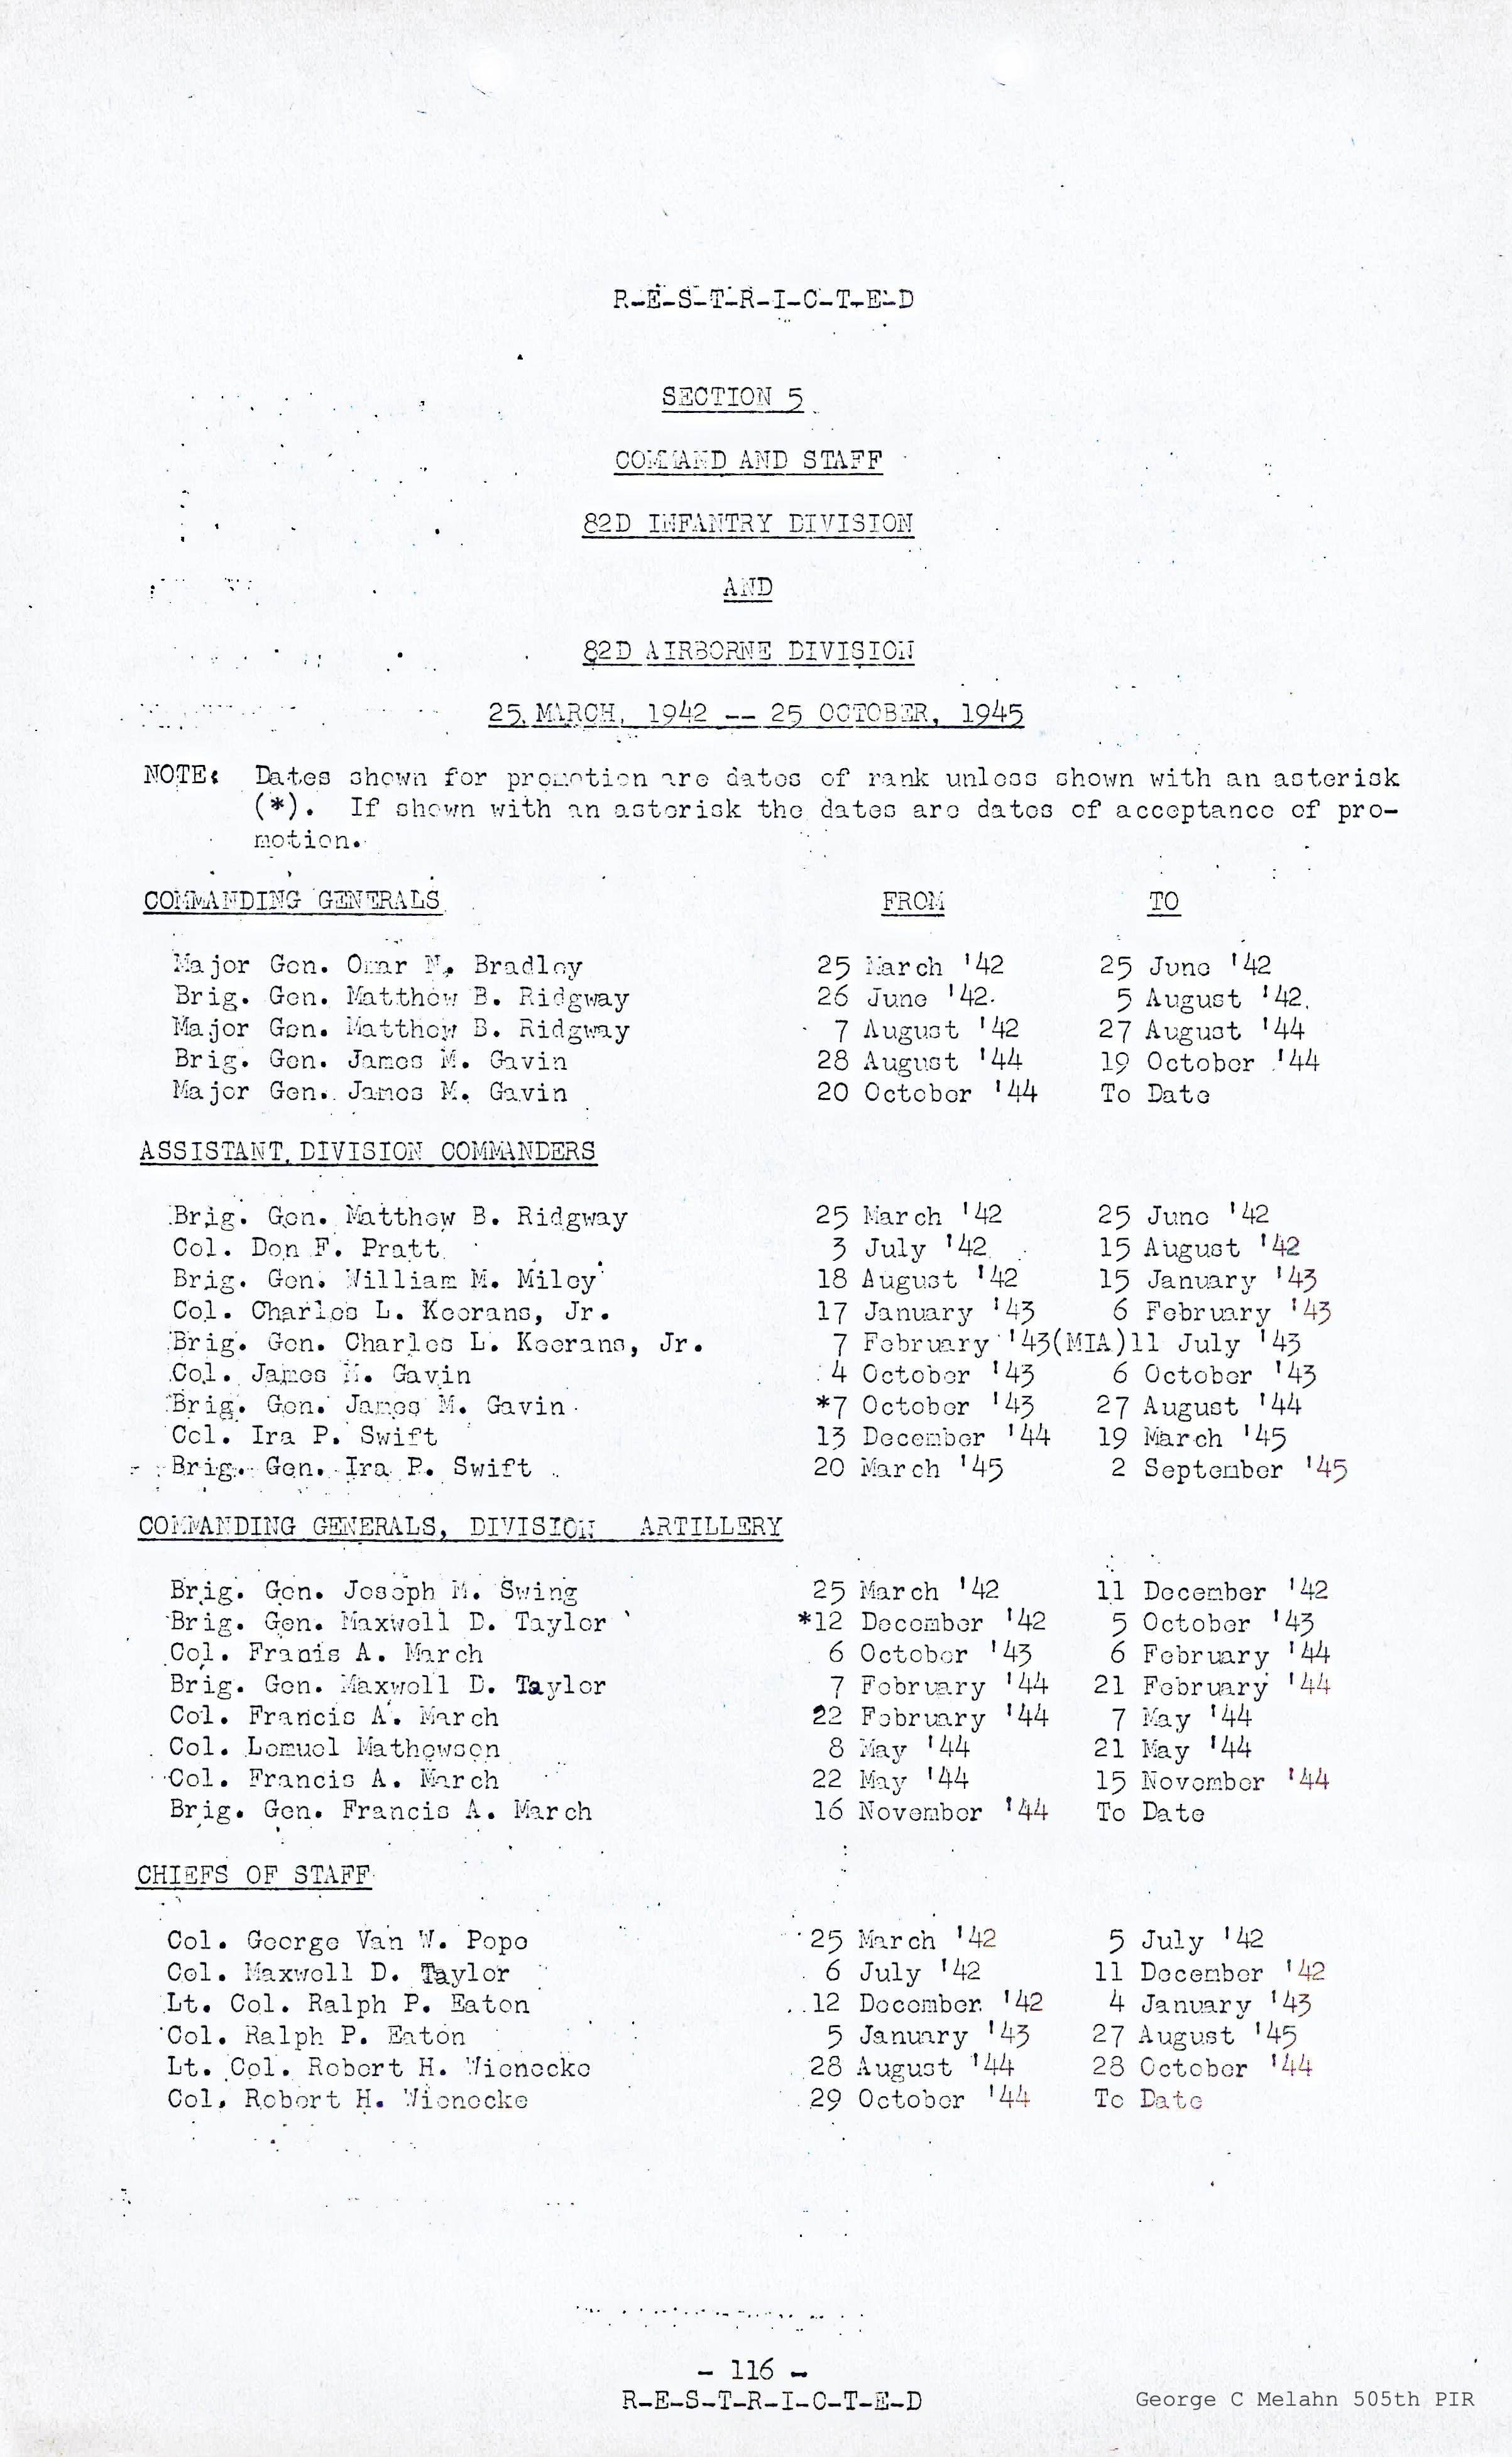 R-E-S-T-R-I-C-T-E-D
SECTION 5
COMMAND AND STAFF
82D INFANTRY DIVISION
AND
82D AIRBORNE DIVISION
25 MARCH, 1942 -- 25 OCTOBER, 1945
NOTE: Dates shown for promotion are dates of rank unless shown with an asterisk
(*). If shown with an asterisk the dates are dates of acceptance of pro-
motion.
COMMANDING GENERALS FROM TO
Major Gen. Omar N. Bradley 25 March '42 25 June '42
Brig. Gen. Matthew B. Ridgway 26 June '42 5 August '42
Major Gen. Matthew B. Ridgway 7 August '42 27 August '44
Brig. Gen. James M. Gavin 28 August '44 19 October '44
Major Gen. James M. Gavin 20 October '44 To Date
ASSISTANT DIVISION COMMANDERS
Brig. Gen. Matthew B. Ridgway 25 March '42 25 June '42
Col. Don F. Pratt 3 July '42 15 August '42
Brig. Gen. William M. Miley 18 August '42 15 January '43
Col. Charles L. Keerans, Jr. 17 January '43 6 February '43
Brig. Gen. Charles L. Keerans, Jr. 7 February '43(MIA)11 July '43
Col. James M. Gavin 4 October '43 6 October '43
Brig. Gen. James M. Gavin *7 October '43 27 August '44
Col. Ira P. Swift 13 December '44 19 March '45
Brig. Gen. Ira P. Swift 20 March '45 2 September '45
COMMANDING GENERALS, DIVISION ARTILLERY
Brig. Gen. Joseph M. Swing 25 March '42 11 December '42
Brig. Gen. Maxwell D. Taylor *12 December '42 5 October '43
Col. Franis A. March 6 October '43 6 February '44
Brig. Gen. Maxwell D. Taylor 7 February '44 21 February '44
Col. Francis A. March 22 February '44 7 May '44
Col. Lemuel Mathewson 8 May '44 21 May '44
Col. Francis A. March 22 May '44 15 November '44
Brig. Gen. Francis A. March 16 November '44 To Date
CHIEFS OF STAFF
Col. George Van W. Pope 25 March '42 5 July '42
Col. Maxwell D. Taylor 6 July '42 11 December '42
Lt. Col. Ralph P. Eaton 12 December '42 4 January '43
Col. Ralph P. Eaton 5 January '43 27 August '45
Lt. Col. Robert H. Wienecke 28 August '44 28 October '44
Col. Robert H. Wienecke 29 October '44 To Date
- 116 -
R-E-S-T-R-I-C-T-E-D
George C Melahn 505th PIR